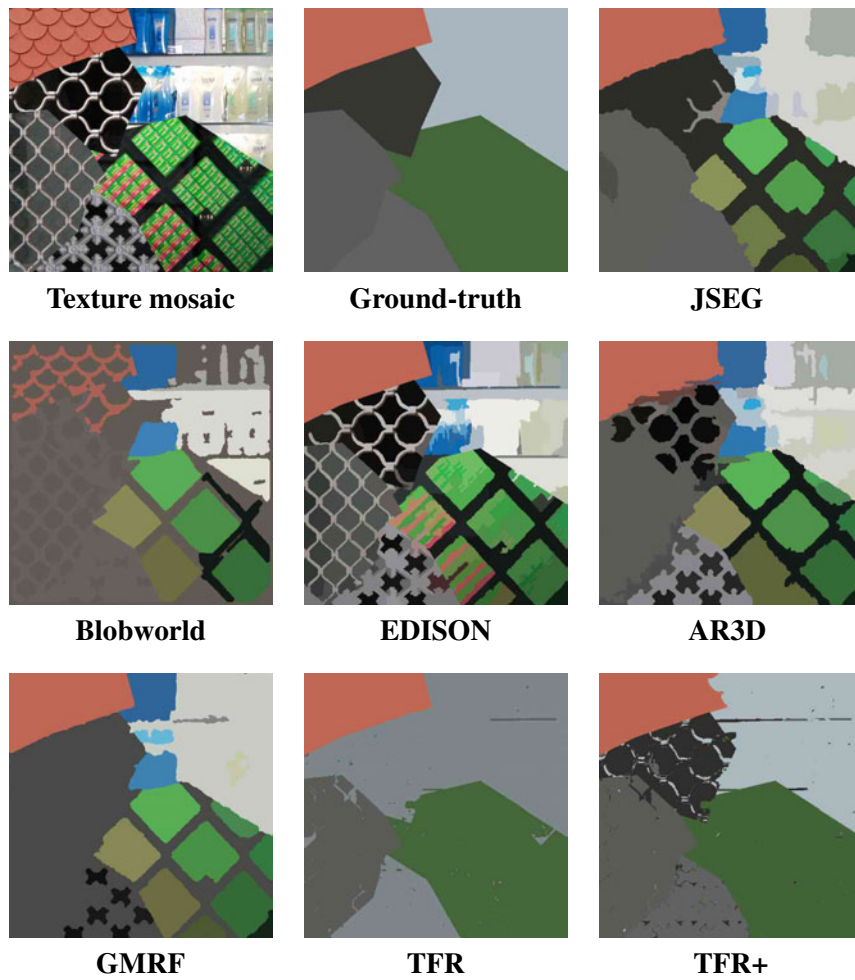 Texture mosaic
Ground-truth
JSEG
Blobworld
EDISON
AR3D
GMRF
TFR
TFR+